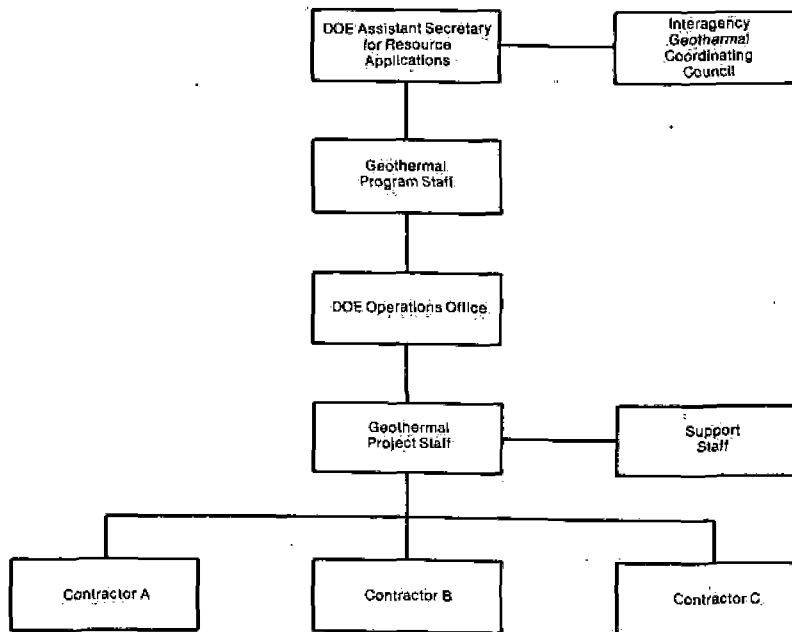 DOE Assistant Secretary
for Resource
Applications
Interagency
Geothermal
Coordinating
Council
Geothermal
Program Staff
DOE Operations Office
Geothermal
Project Staff
Support
Staff
Contractor A
Contractor B
Contractor C